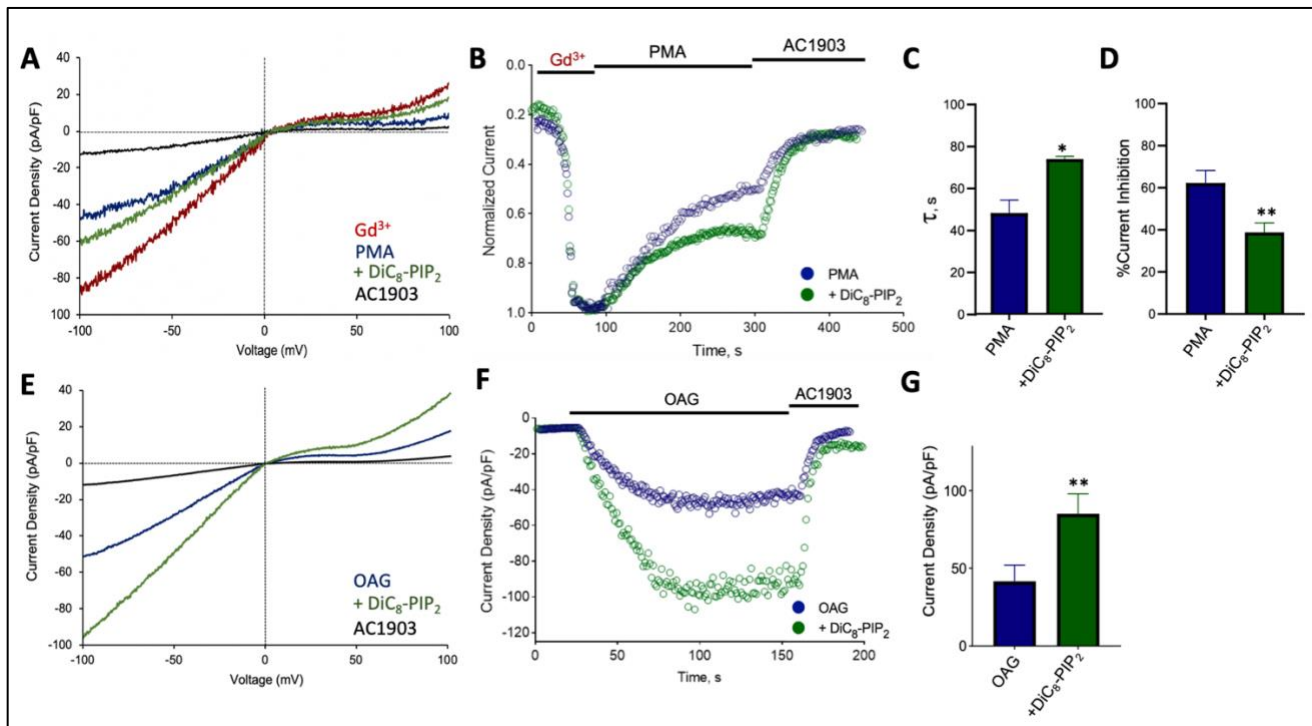 A
40
20
0
-20
-40
-60
-80
100
Current Density (pA/pF)
-100
-50
0
50
100
Voltage (mV)
Gd³⁺
PMA
+ DiC₈-PIP₂
AC1903
B
Gd³⁺
PMA
AC1903
0.0
0.2
0.4
0.6
0.8
1.0
Normalized Current
0
100
200
300
400
500
Time, s
PMA
+ DiC₈-PIP₂
C
100
80
60
40
20
0
τ, s
*
PMA
+DiC₈-PIP₂
D
100
80
60
40
20
0
%Current Inhibition
**
PMA
+DiC₈-PIP₂
E
40
20
0
-20
-40
-60
-80
-100
Current Density (pA/pF)
-100
-50
0
50
100
Voltage (mV)
OAG
+ DiC₈-PIP₂
AC1903
F
OAG
AC1903
0
-20
-40
-60
-80
-100
-120
Current Density (pA/pF)
0
50
100
150
200
Time, s
OAG
+ DiC₈-PIP₂
G
100
50
0
Current Density (pA/pF)
**
OAG
+DiC₈-PIP₂